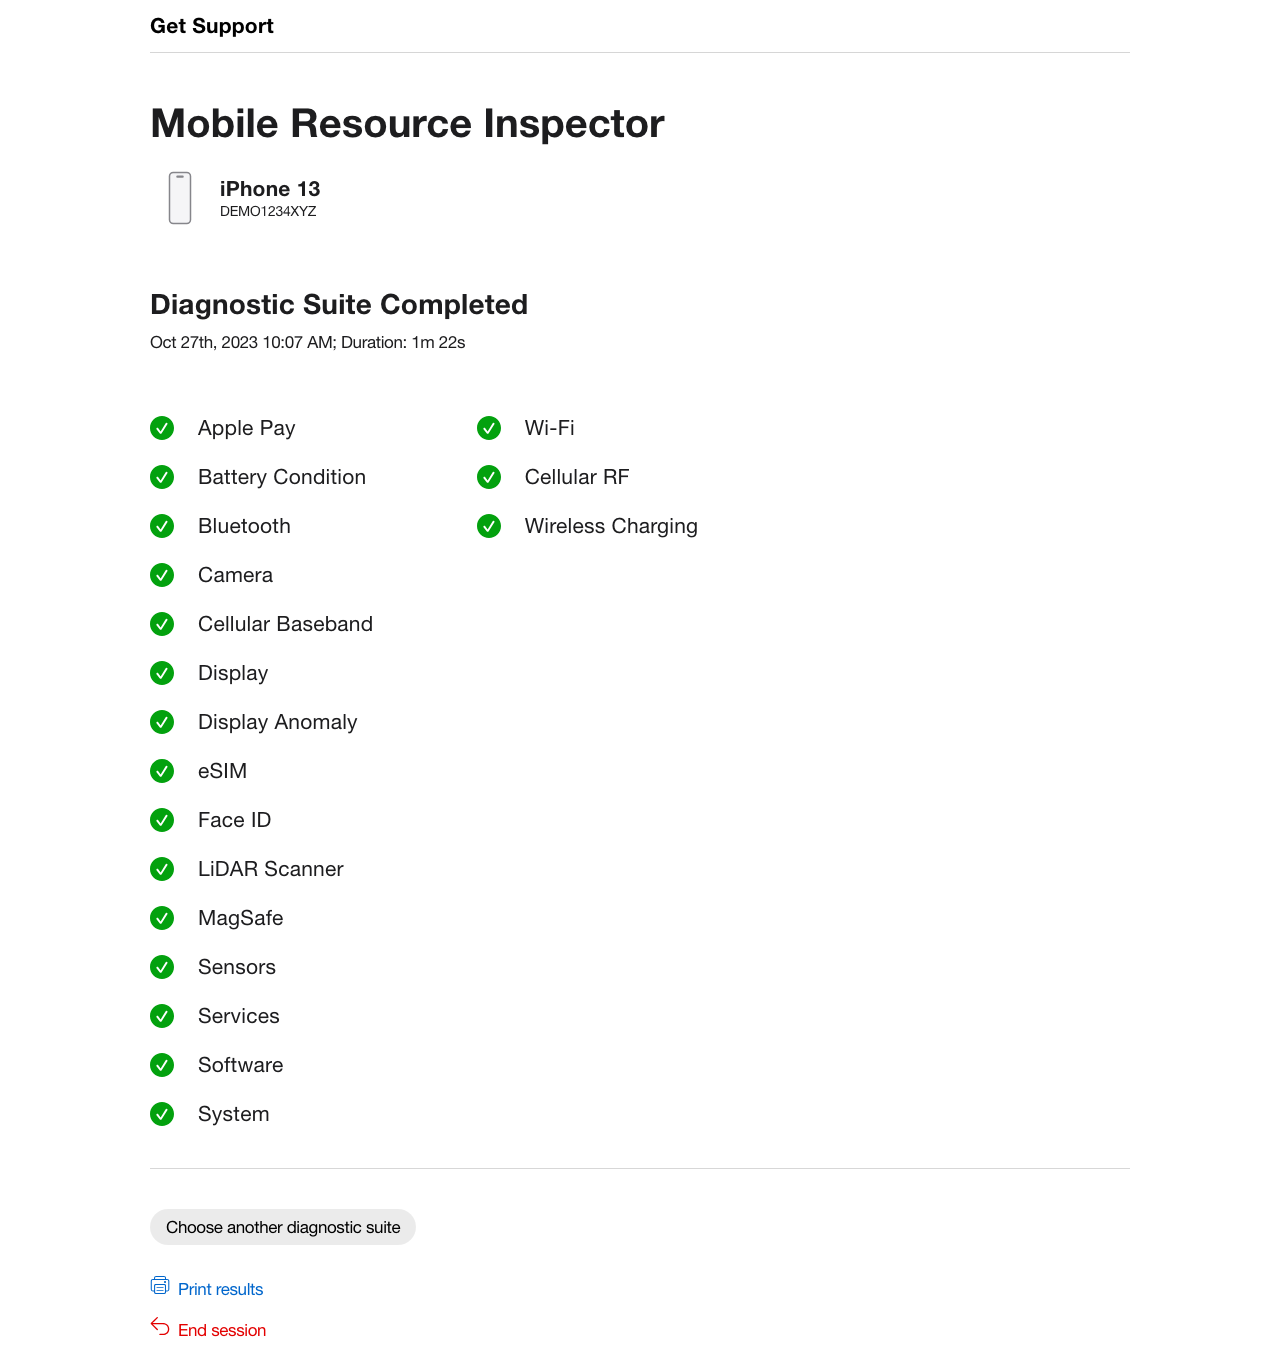 Get Support
Mobile Resource Inspector
iPhone 13
DEMO1234XYZ
Diagnostic Suite Completed
Oct 27th, 2023 10:07 AM; Duration: 1m 22s
Apple Pay
Battery Condition
Bluetooth
Camera
Cellular Baseband
Display
Display Anomaly
eSIM
Face ID
LiDAR Scanner
MagSafe
Sensors
Services
Software
System
Wi-Fi
Cellular RF
Wireless Charging
Choose another diagnostic suite
Print results
End session